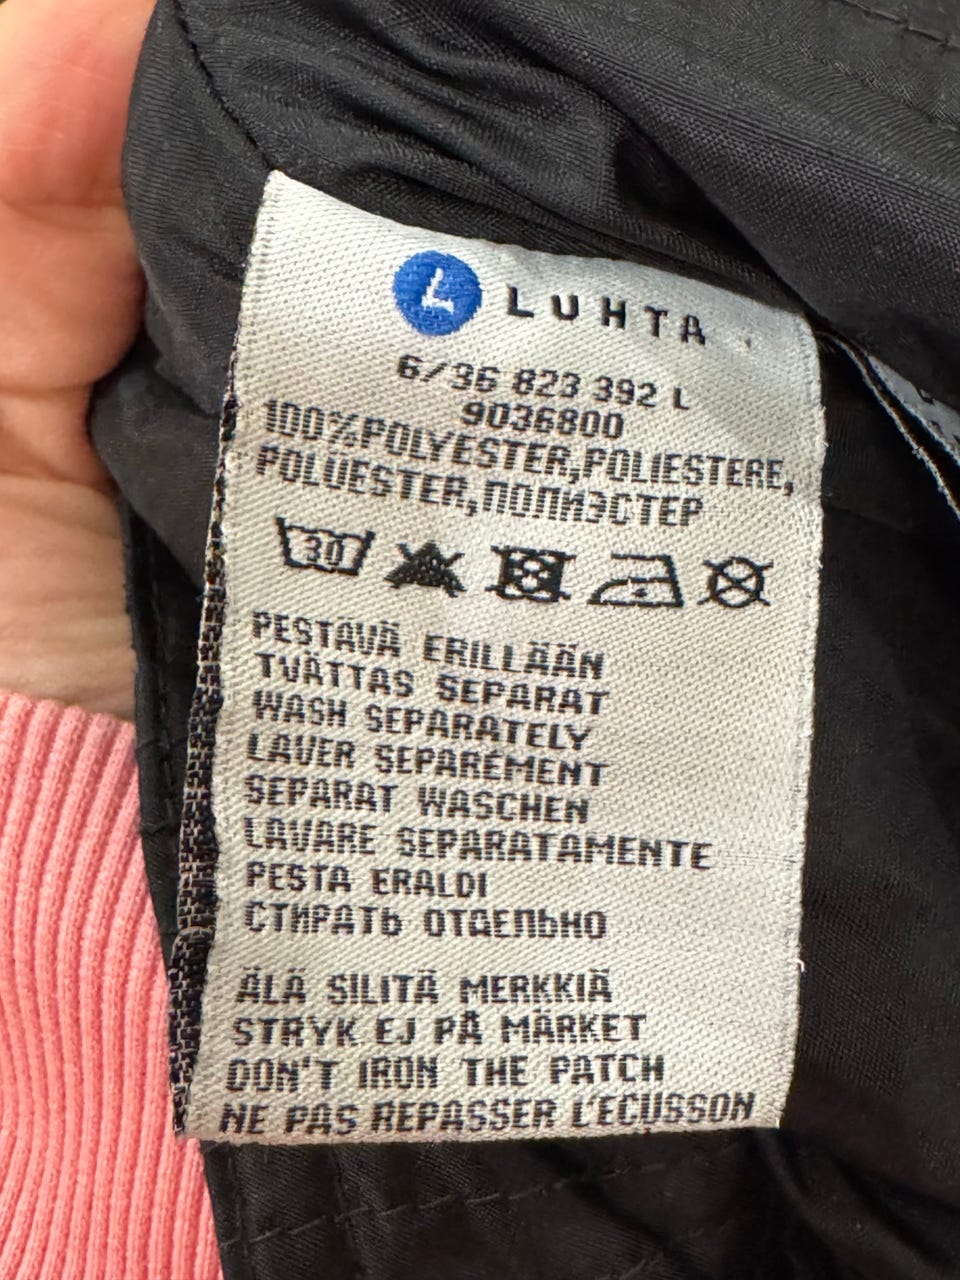 L LUHTA
6/36 823 392 L
9036800
100%POLYESTER,POLIESTERE,
POLUESTER,ПОЛИЭСТЕР
30
PESTÄVÄ ERILLÄÄN
TVÄTTAS SEPARAT
WASH SEPARATELY
LAVER SEPARÉMENT
SEPARAT WASCHEN
LAVARE SEPARATAMENTE
PESTA ERALDI
СТИРАТЬ ОТДЕЛЬНО
ÄLÄ SILITÄ MERKKIÄ
STRYK EJ PÅ MÄRKET
DON'T IRON THE PATCH
NE PAS REPASSER L'ECUSSON